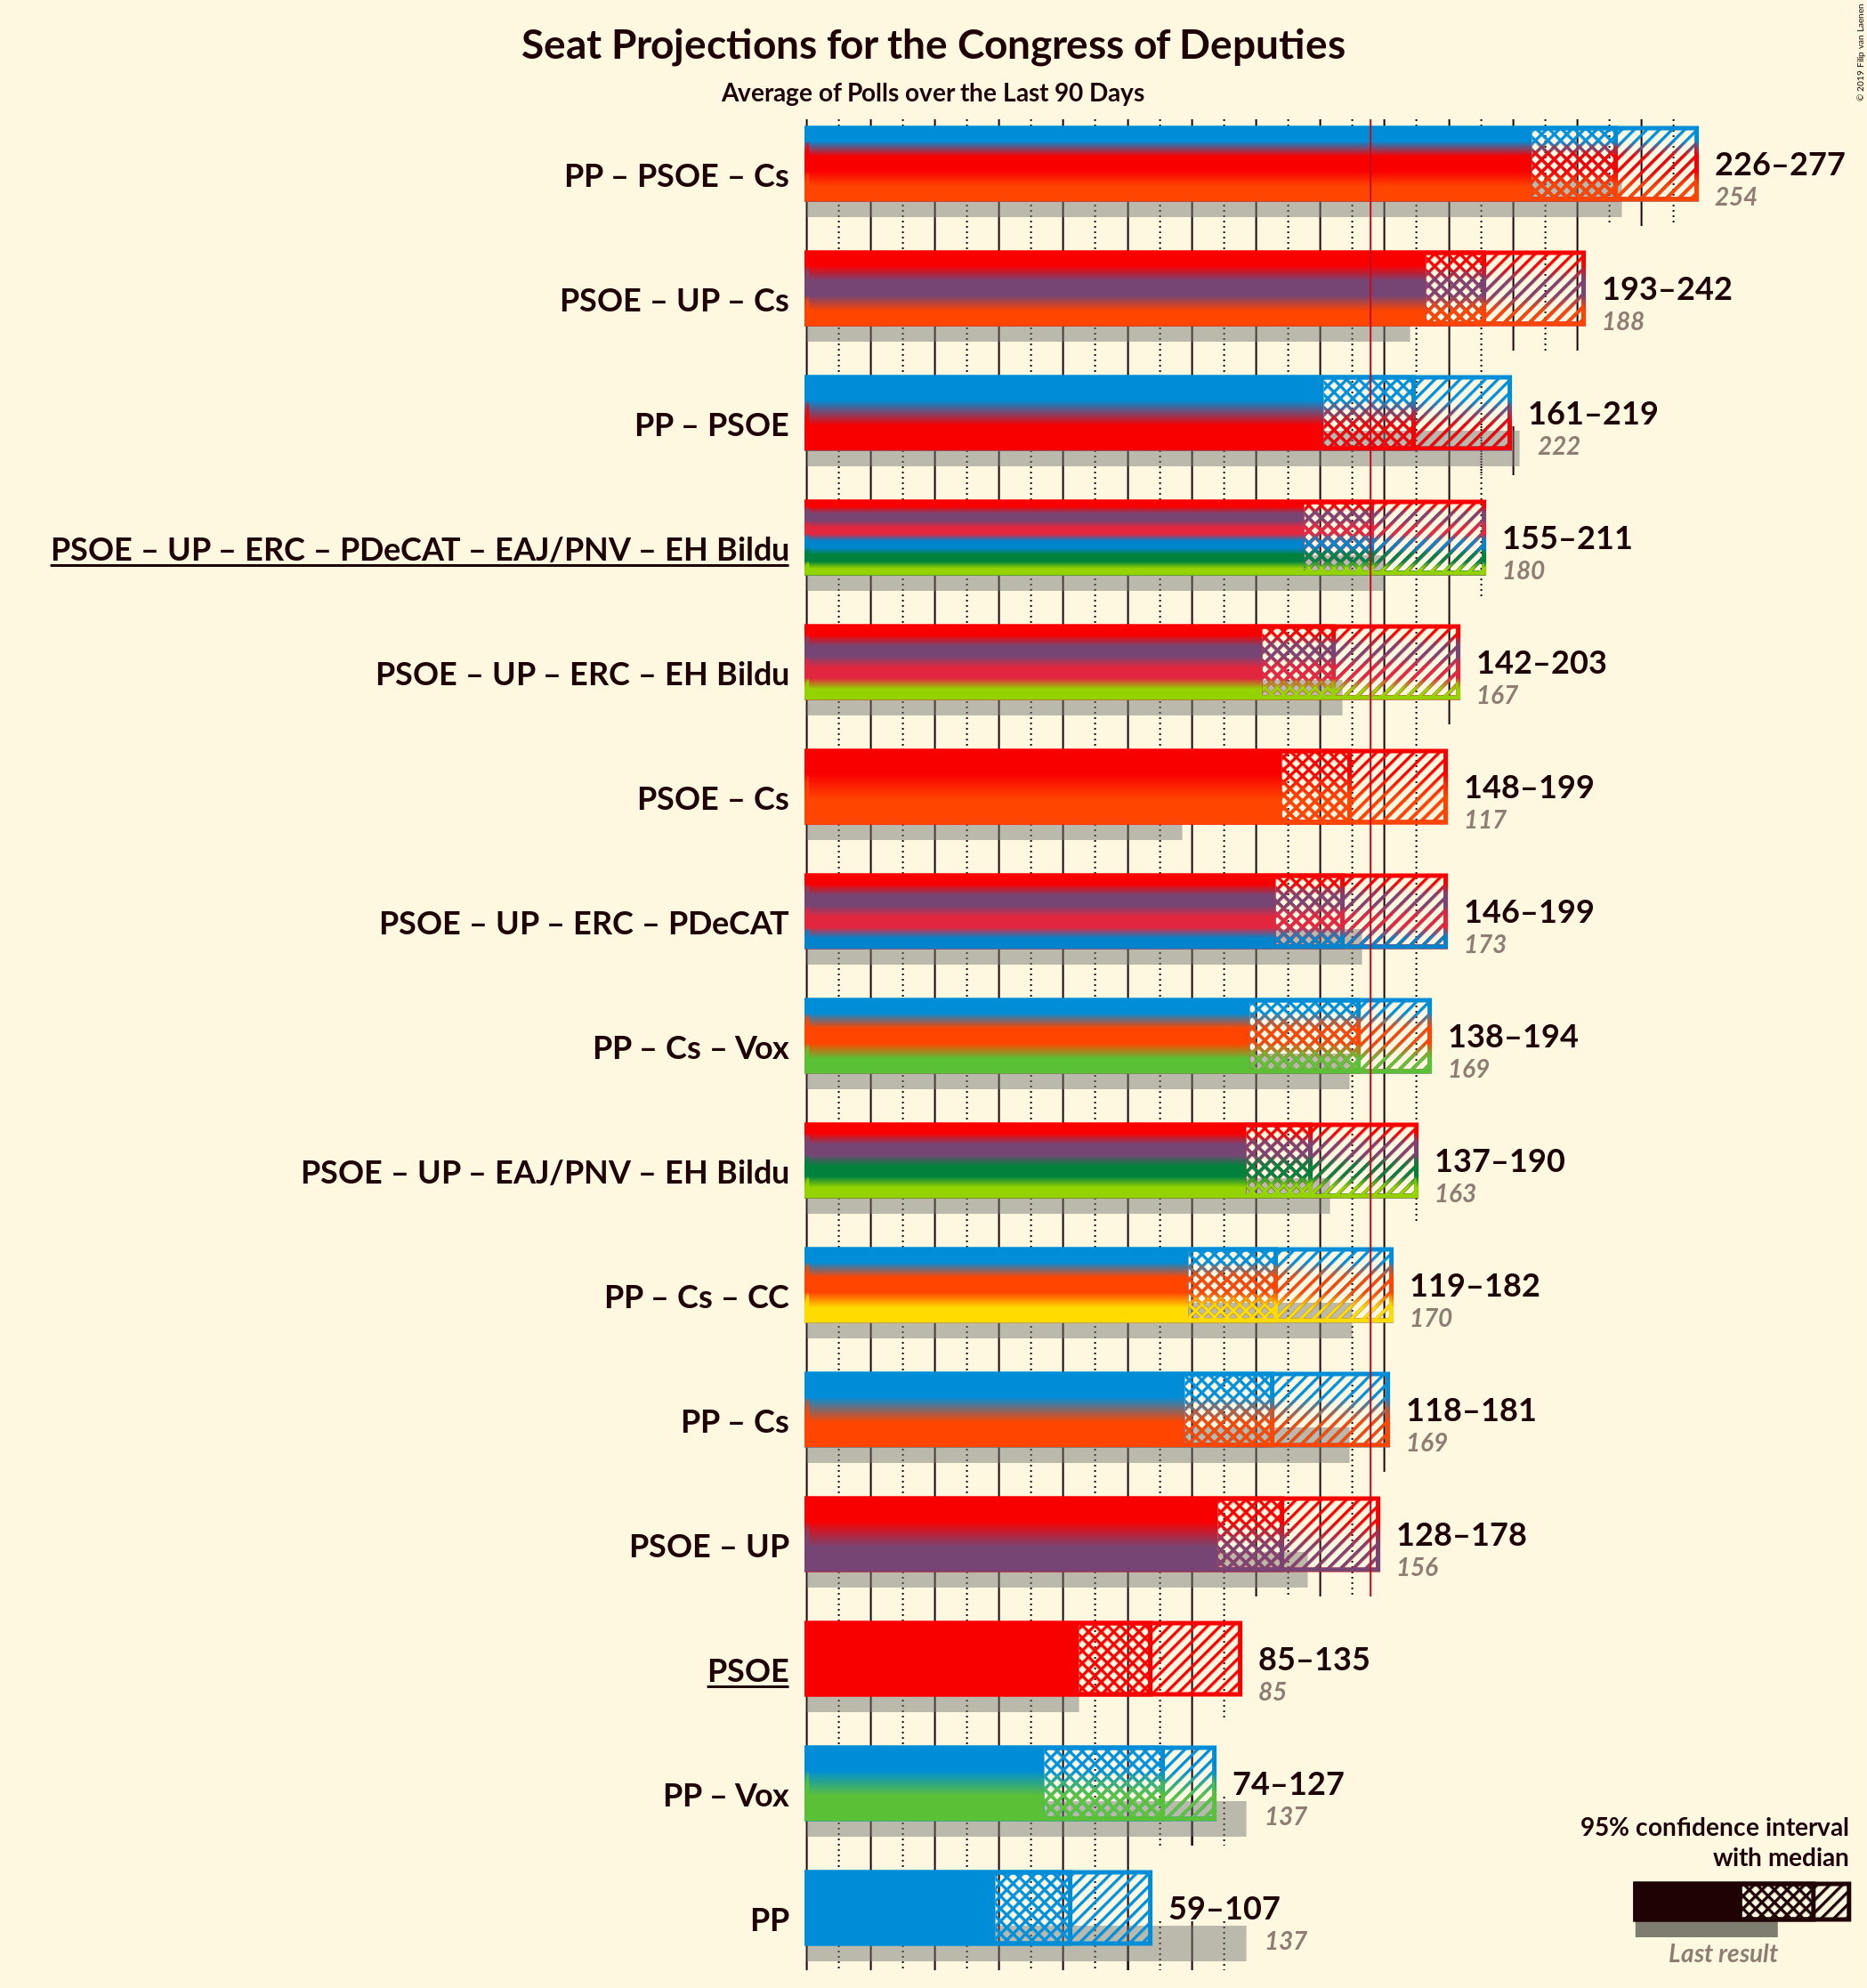 Seat Projections for the Congress of Deputies
Average of Polls over the Last 90 Days
© 2019 Filip van Laenen
PP – PSOE – Cs
226–277
254
PSOE – UP – Cs
193–242
188
PP – PSOE
161–219
222
PSOE – UP – ERC – PDeCAT – EAJ/PNV – EH Bildu
155–211
180
PSOE – UP – ERC – EH Bildu
142–203
167
PSOE – Cs
148–199
117
PSOE – UP – ERC – PDeCAT
146–199
173
PP – Cs – Vox
138–194
169
PSOE – UP – EAJ/PNV – EH Bildu
137–190
163
PP – Cs – CC
119–182
170
PP – Cs
118–181
169
PSOE – UP
128–178
156
PSOE
85–135
85
PP – Vox
74–127
137
PP
59–107
137
95% confidence interval
with median
Last result